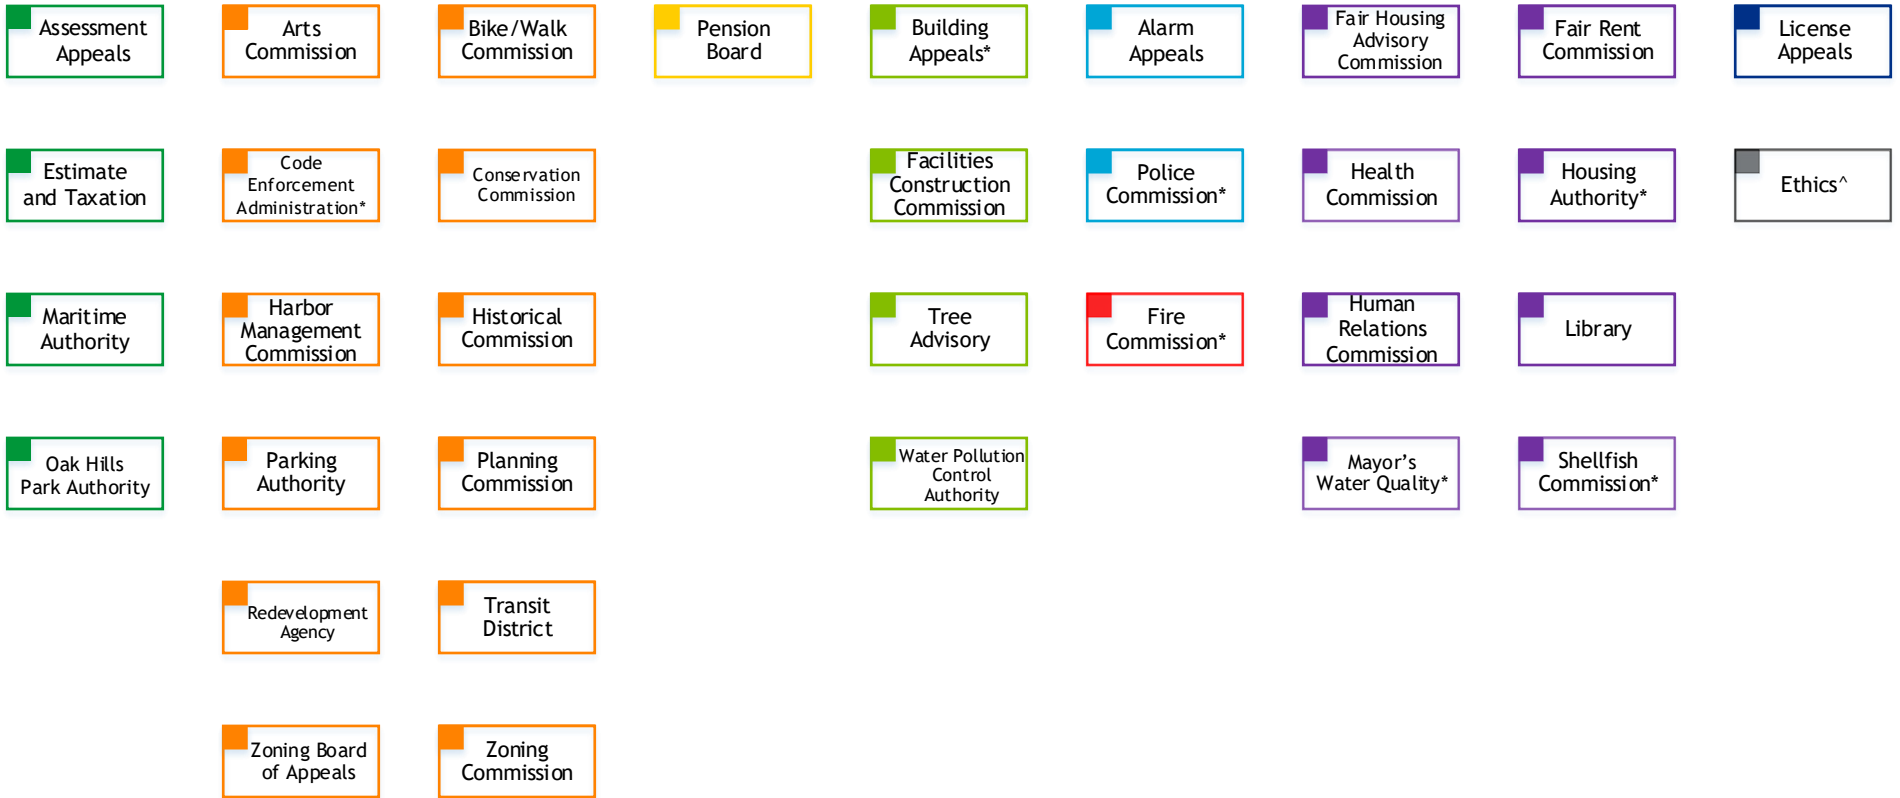 Assessment
Appeals
Arts
Commission
Bike/Walk
Commission
Pension
Board
Building
Appeals*
Alarm
Appeals
Fair Housing
Advisory
Commission
Fair Rent
Commission
License
Appeals
Estimate
and Taxation
Code
Enforcement
Administration*
Conservation
Commission
Facilities
Construction
Commission
Police
Commission*
Health
Commission
Housing
Authority*
Ethics^
Maritime
Authority
Harbor
Management
Commission
Historical
Commission
Tree
Advisory
Fire
Commission*
Human
Relations
Commission
Library
Oak Hills
Park Authority
Parking
Authority
Planning
Commission
Water Pollution
Control
Authority
Mayor’s
Water Quality*
Shellfish
Commission*
Redevelopment
Agency
Transit
District
Zoning Board
of Appeals
Zoning
Commission